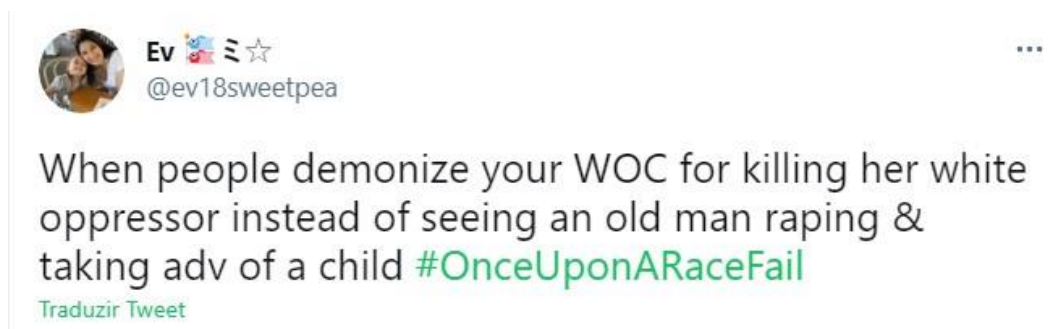 Ev 🎏 ミ☆
@ev18sweetpea
When people demonize your WOC for killing her white
oppressor instead of seeing an old man raping &
taking adv of a child #OnceUponARaceFail
Traduzir Tweet